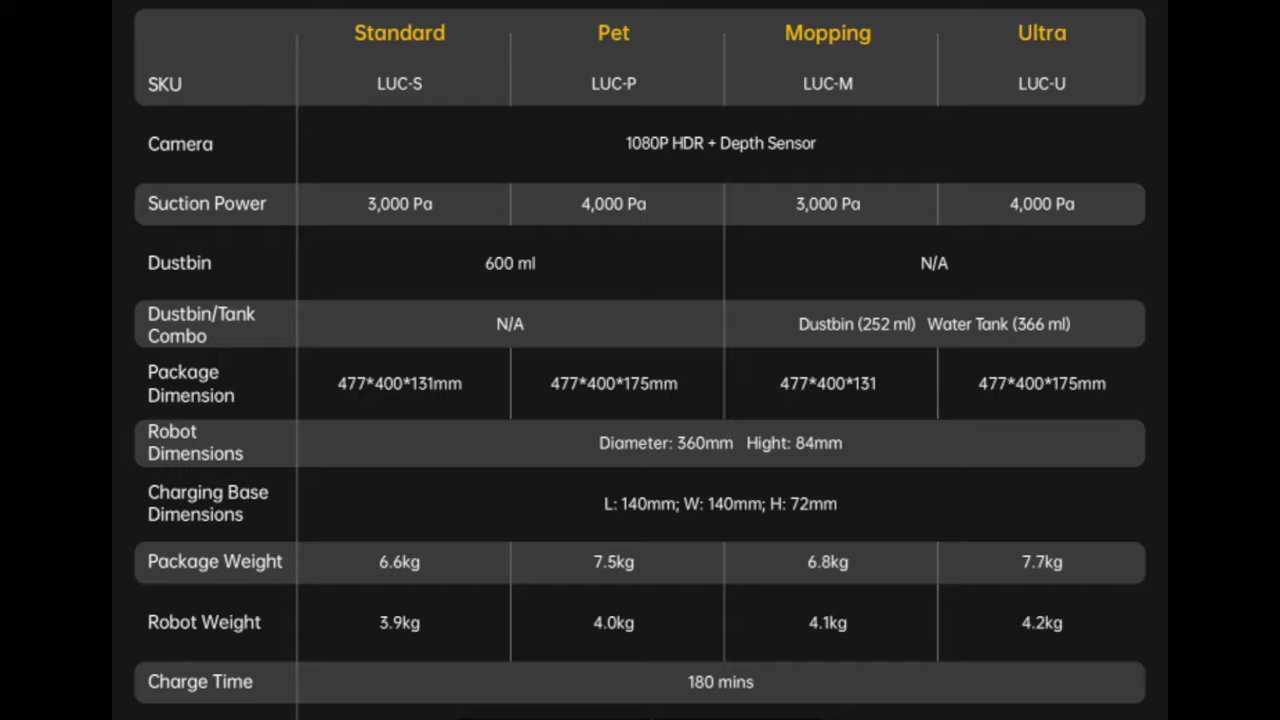 Standard Pet Mopping Ultra
SKU LUC-S LUC-P LUC-M LUC-U
Camera 1080P HDR + Depth Sensor
Suction Power 3,000 Pa 4,000 Pa 3,000 Pa 4,000 Pa
Dustbin 600 ml N/A
Dustbin/Tank
Combo
N/A Dustbin (252 ml) Water Tank (366 ml)
Package
Dimension
477*400*131mm 477*400*175mm 477*400*131 477*400*175mm
Robot
Dimensions
Diameter: 360mm Hight: 84mm
Charging Base
Dimensions
L: 140mm; W: 140mm; H: 72mm
Package Weight 6.6kg 7.5kg 6.8kg 7.7kg
Robot Weight 3.9kg 4.0kg 4.1kg 4.2kg
Charge Time 180 mins